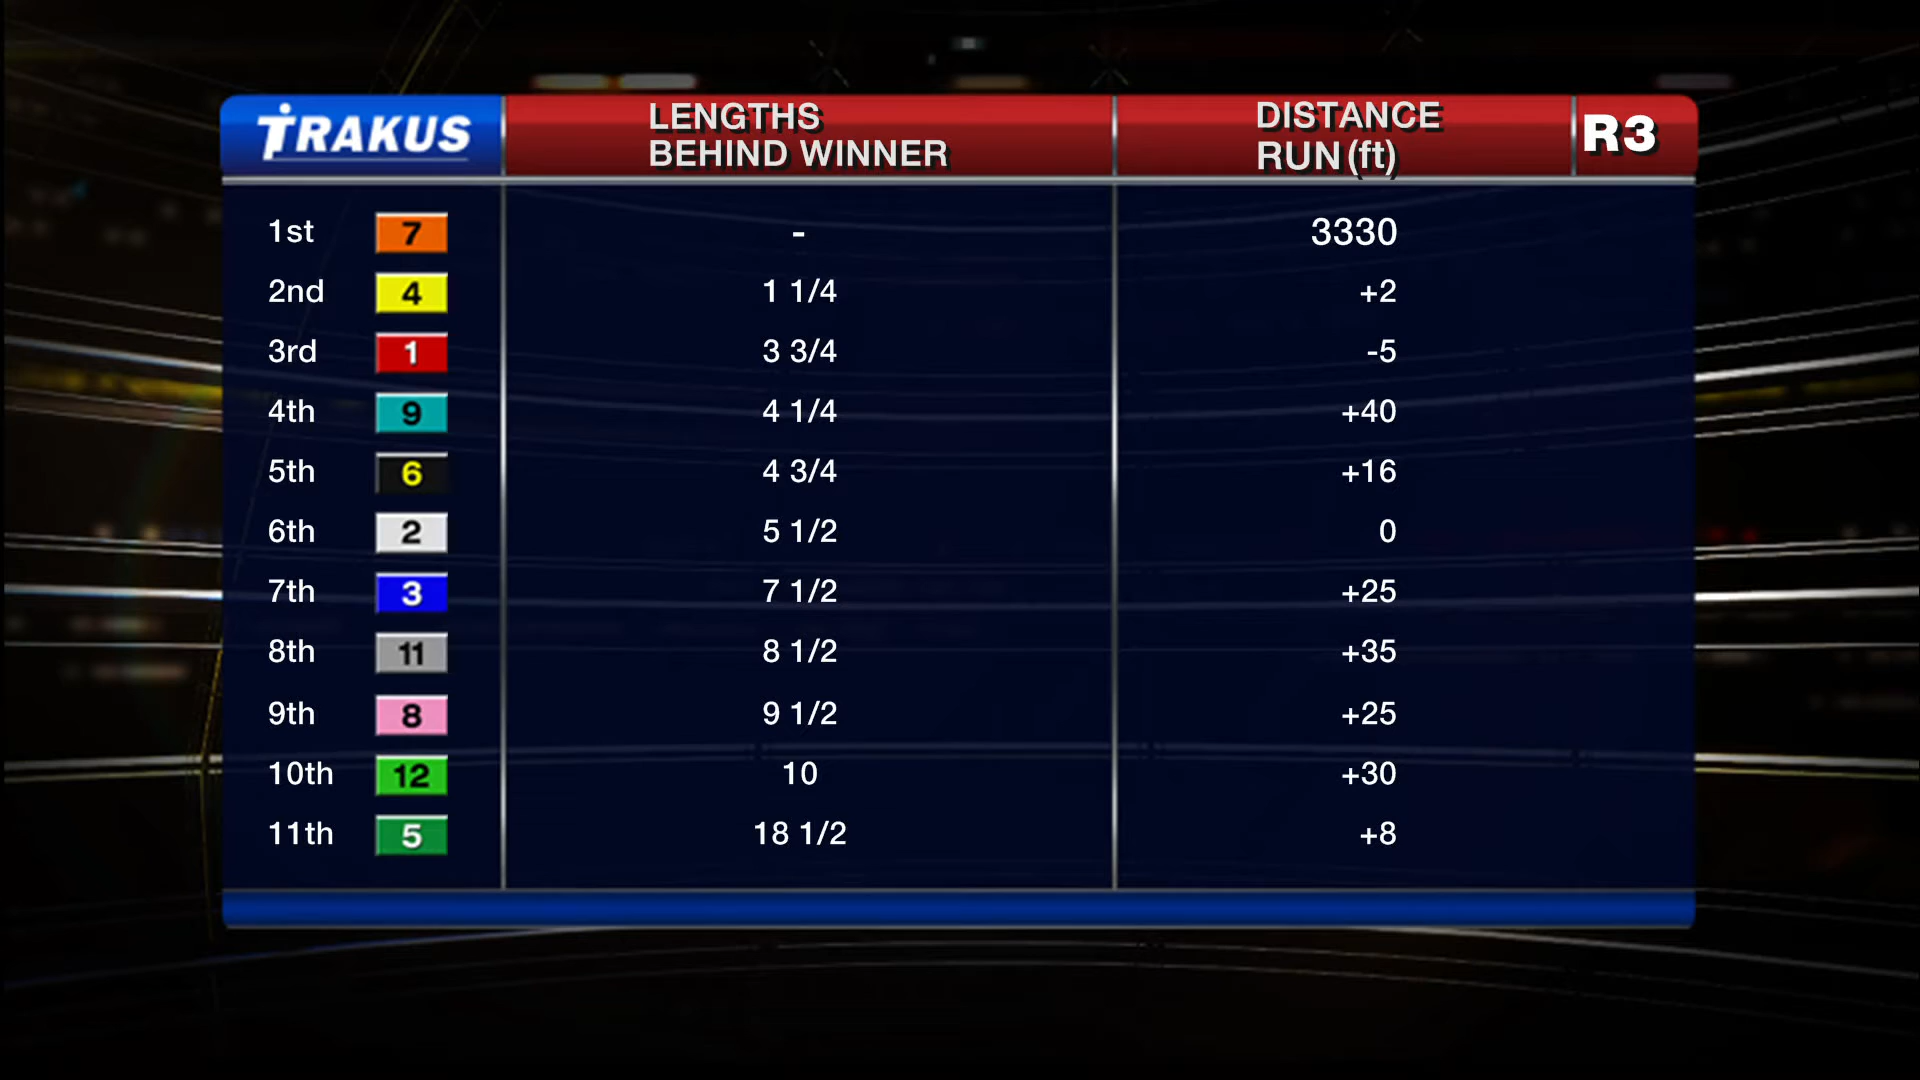 TRAKUS
LENGTHS
BEHIND WINNER
DISTANCE
RUN (ft)
R3
1st 7 - 3330
2nd 4 1 1/4 +2
3rd 1 3 3/4 -5
4th 9 4 1/4 +40
5th 6 4 3/4 +16
6th 2 5 1/2 0
7th 3 7 1/2 +25
8th 11 8 1/2 +35
9th 8 9 1/2 +25
10th 12 10 +30
11th 5 18 1/2 +8